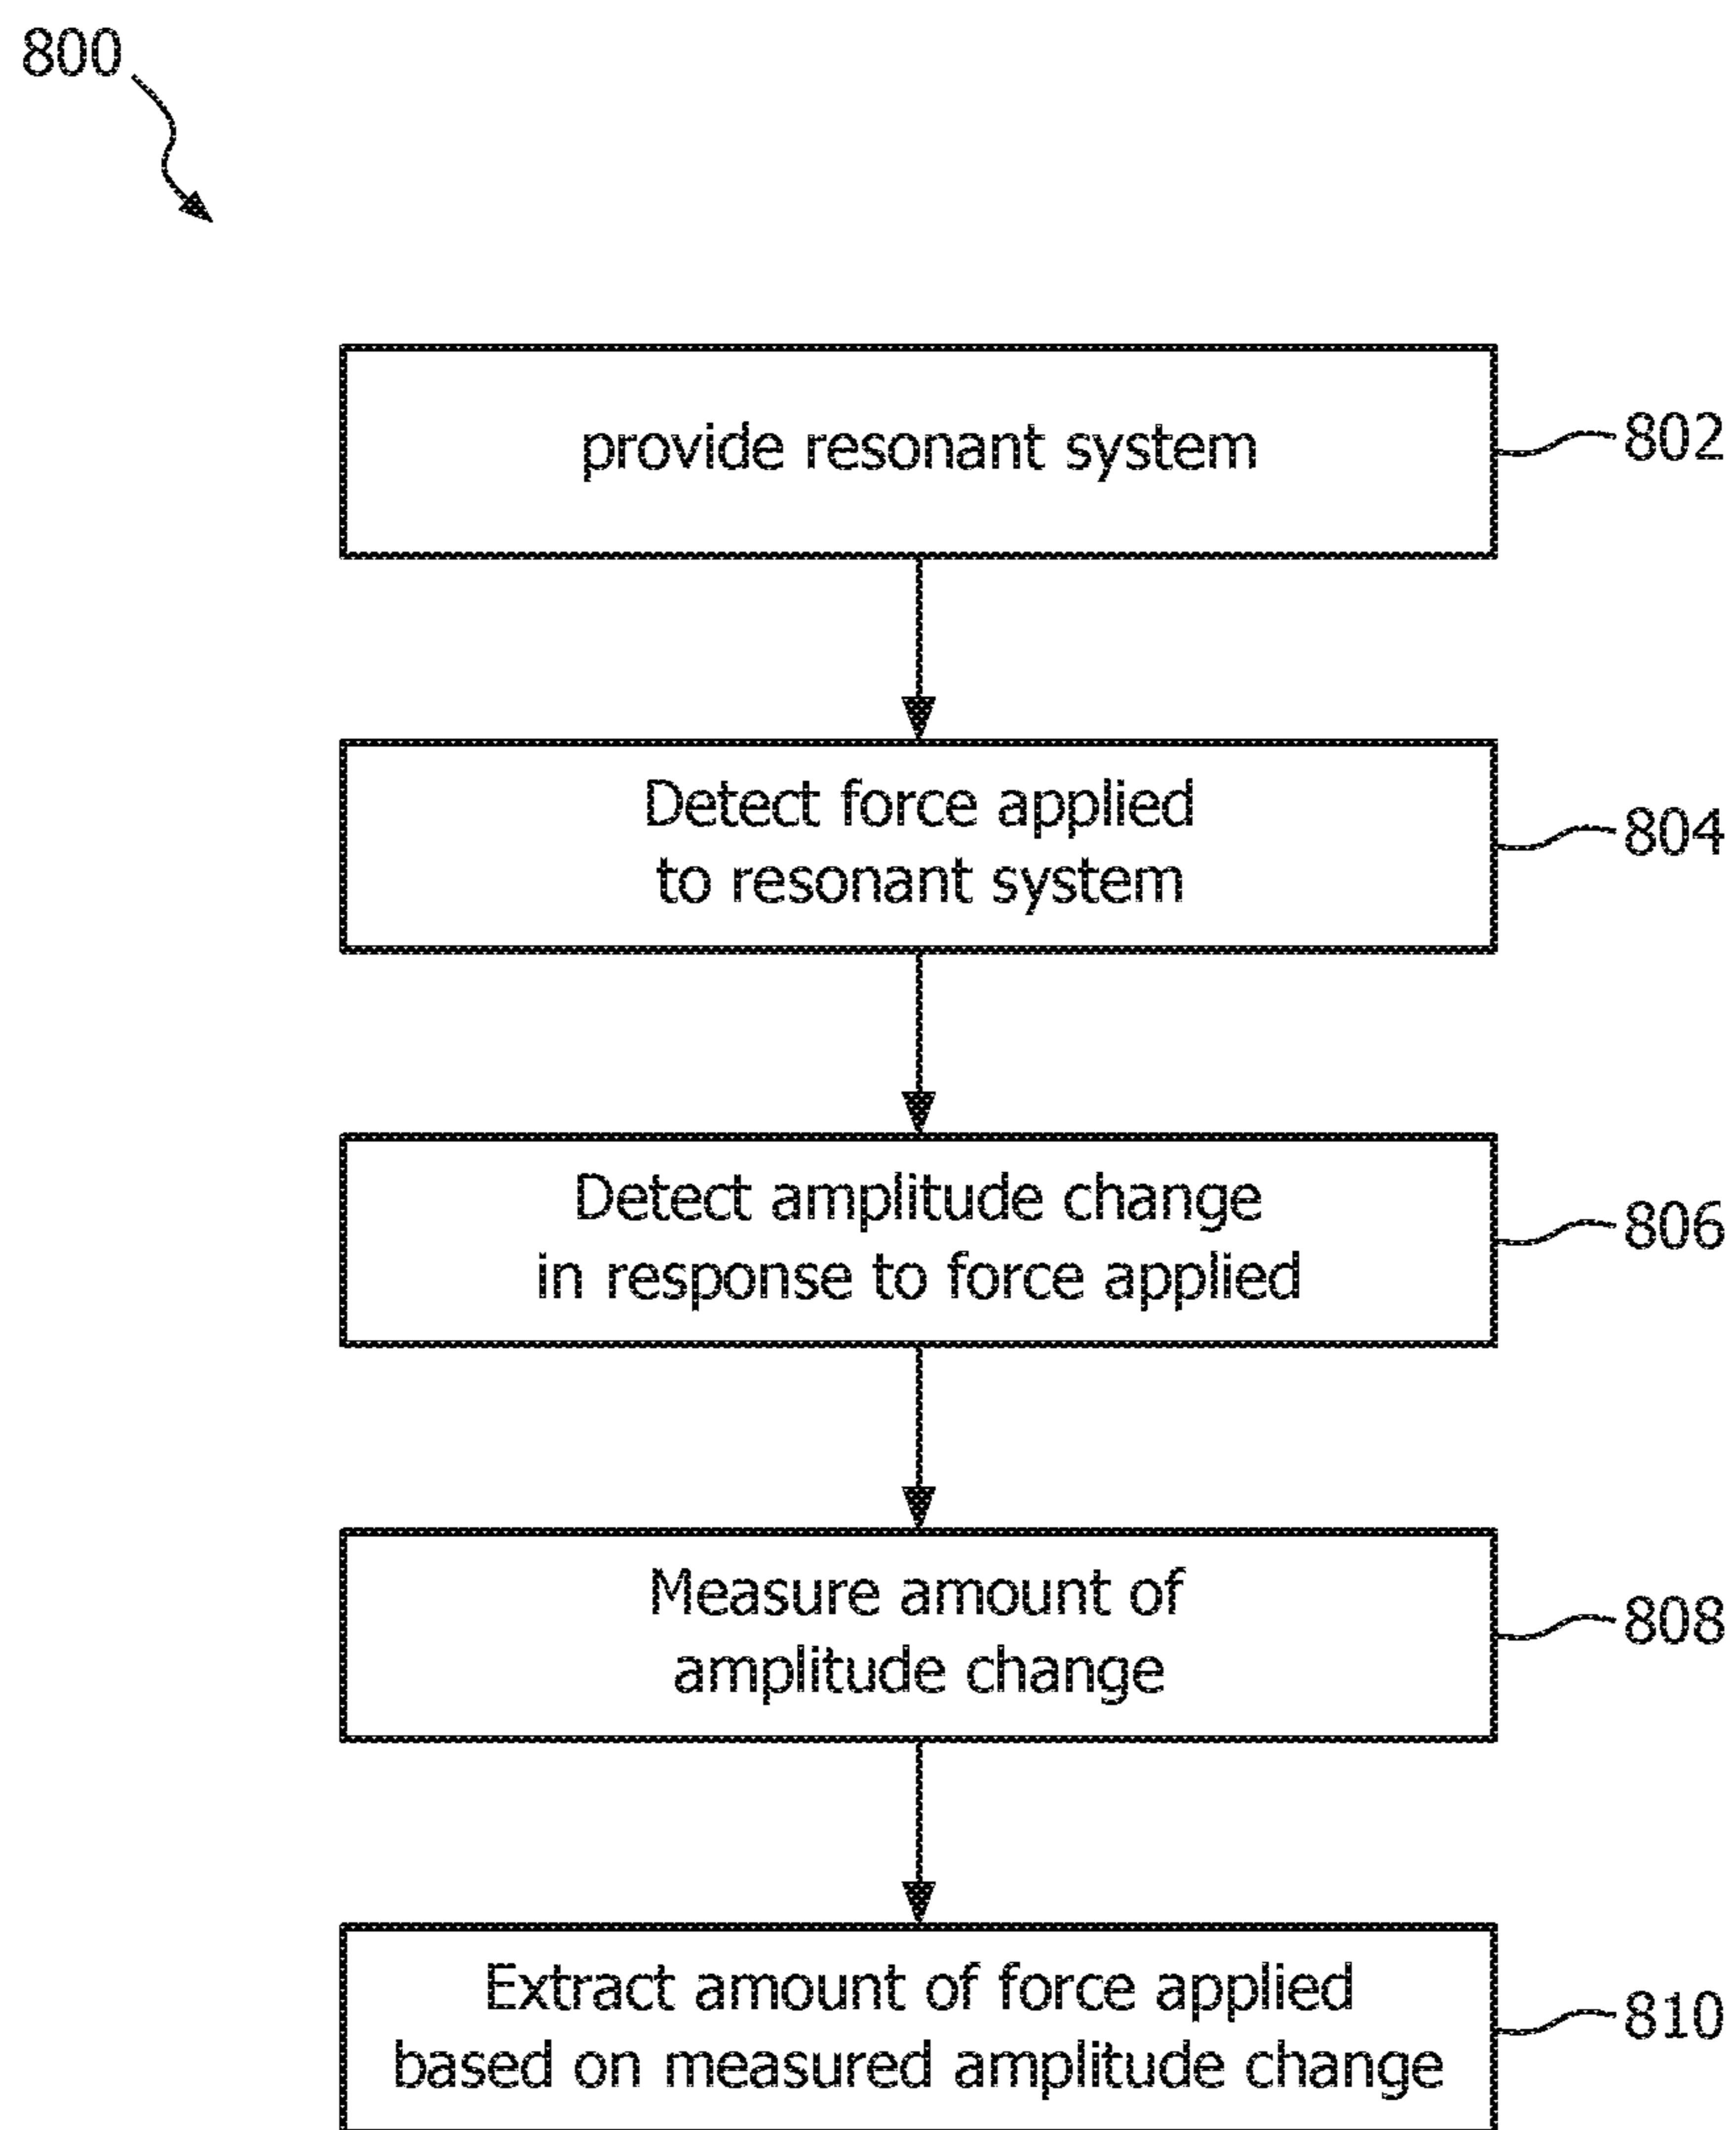 800
provide resonant system
802
Detect force applied
to resonant system
804
Detect amplitude change
in response to force applied
806
Measure amount of
amplitude change
808
Extract amount of force applied
based on measured amplitude change
810